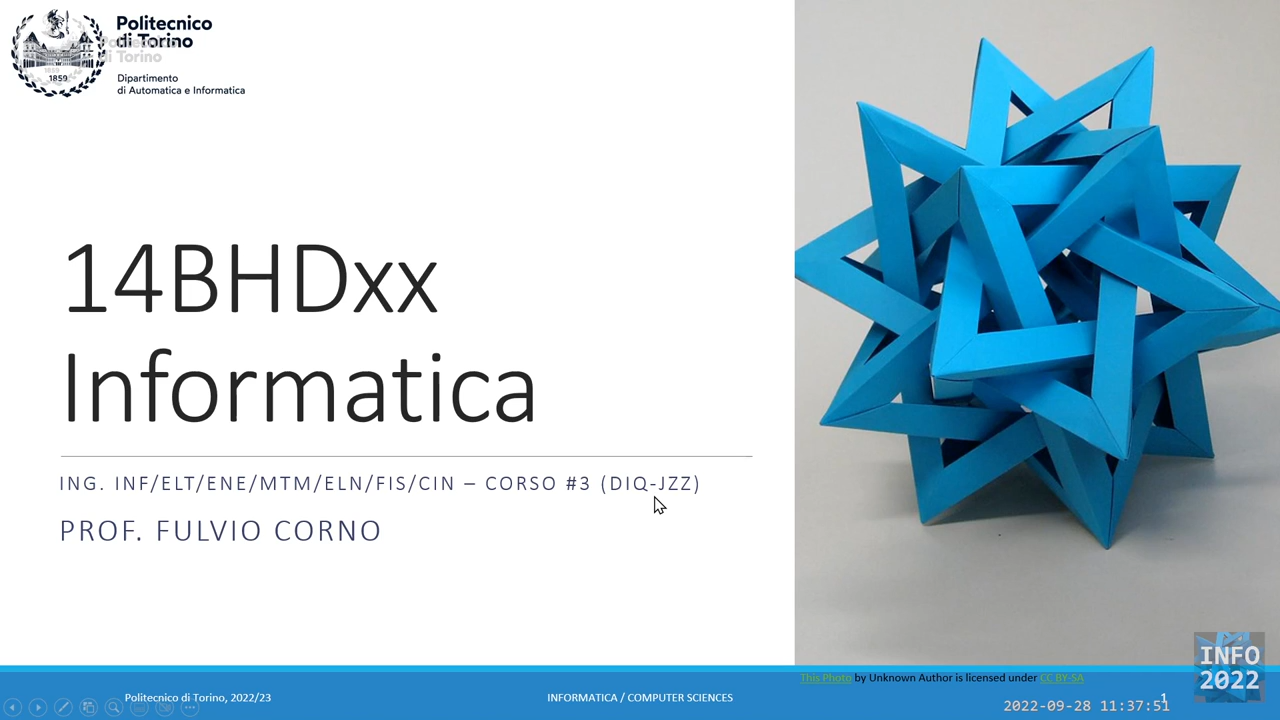 Politecnico
di Torino
1859
Dipartimento
di Automatica e Informatica
14BHDxx
Informatica
ING. INF/ELT/ENE/MTM/ELN/FIS/CIN – CORSO #3 (DIQ-JZZ)
PROF. FULVIO CORNO
This Photo by Unknown Author is licensed under CC BY-SA
Politecnico di Torino, 2022/23
INFORMATICA / COMPUTER SCIENCES
1
INFO
2022
2022-09-28 11:37:51